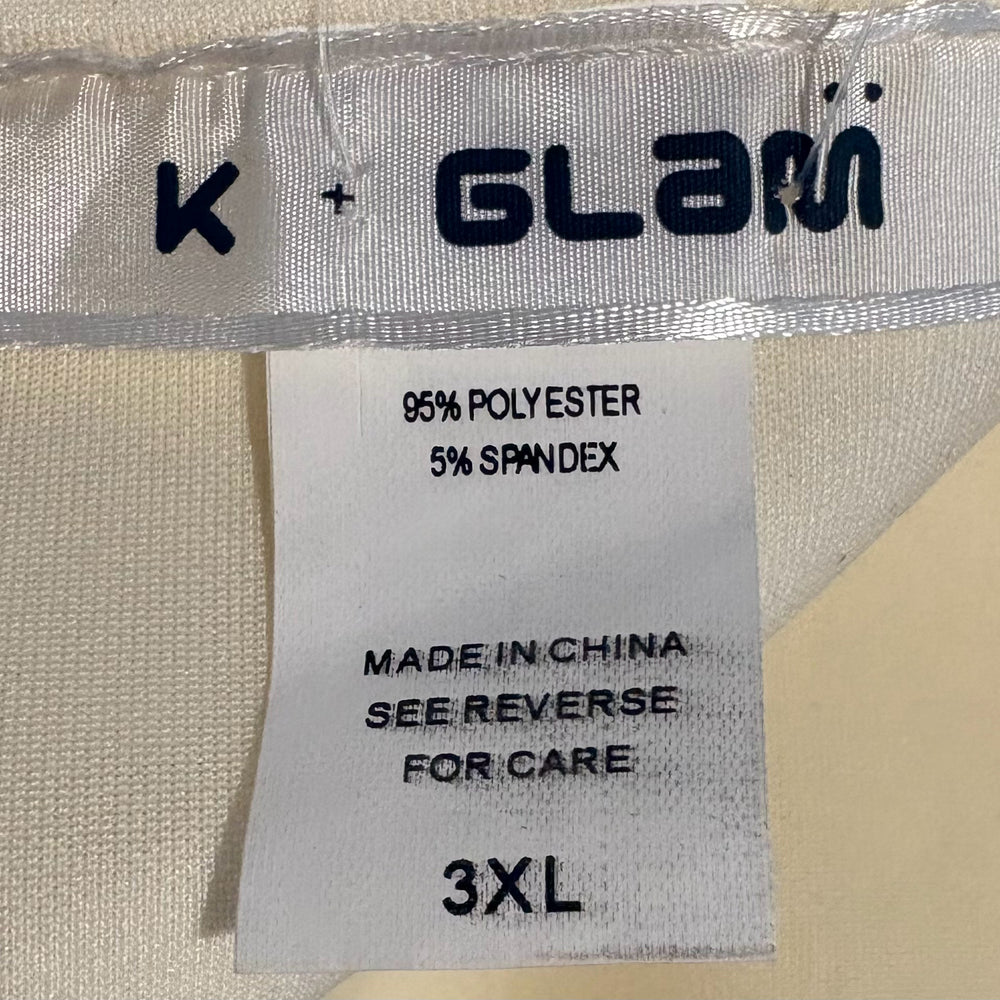 K + GLam̈
95% POLYESTER
5% SPANDEX
MADE IN CHINA
SEE REVERSE
FOR CARE
3XL